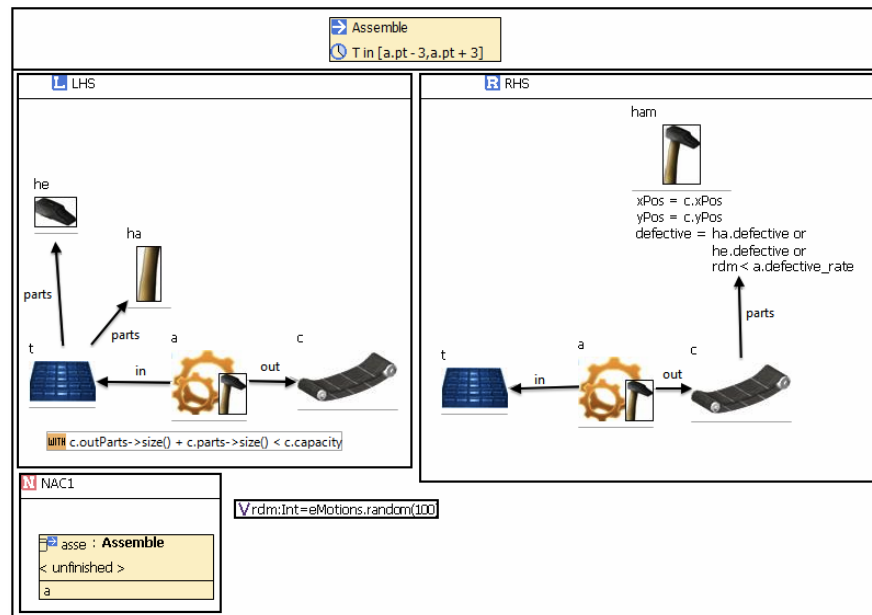 Assemble
T in [a.pt - 3,a.pt + 3]
L LHS
R RHS
he
ha
parts
parts
t
a
c
in
out
WITH c.outParts->size() + c.parts->size() < c.capacity
ham
xPos = c.xPos
yPos = c.yPos
defective = ha.defective or
he.defective or
rdm < a.defective_rate
parts
t
a
c
in
out
N NAC1
asse : Assemble
< unfinished >
a
V rdm:Int=eMotions.random(100)